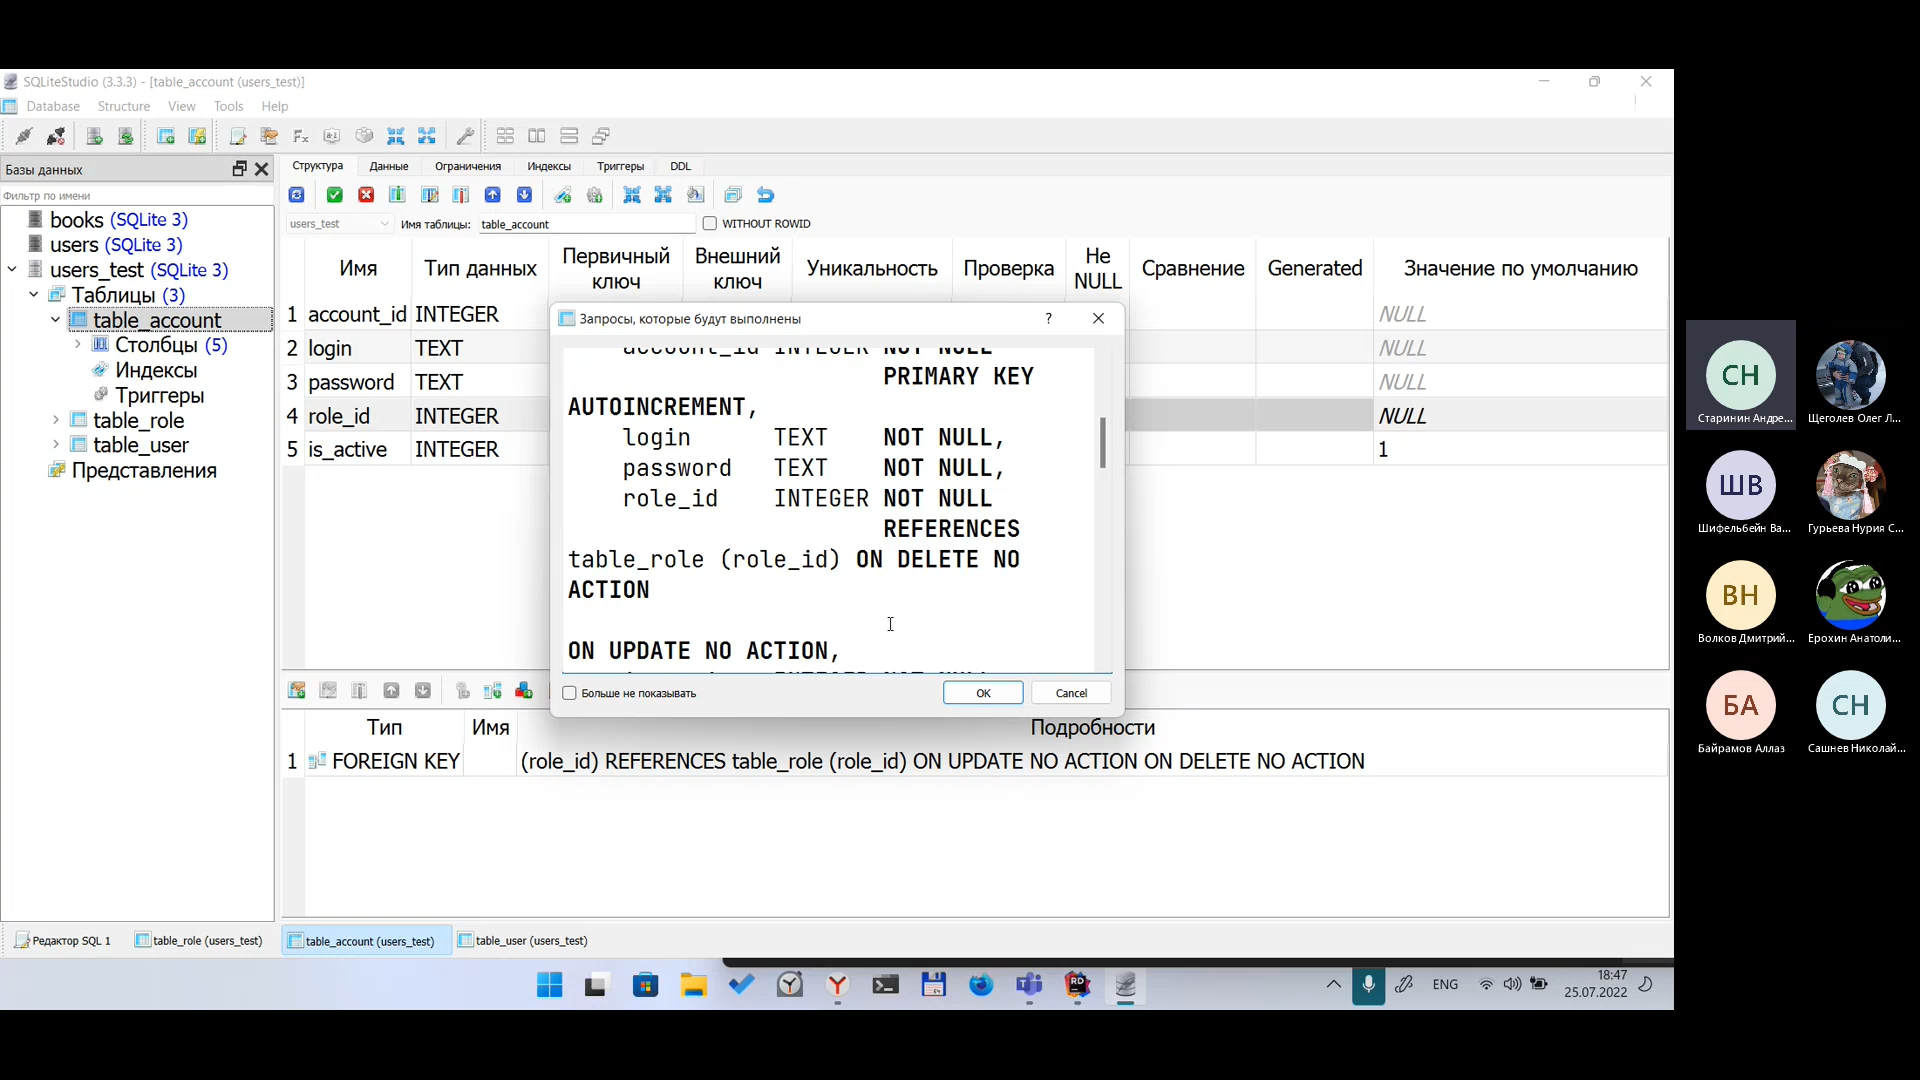 SQLiteStudio (3.3.3) - [table_account (users_test)]
Database Structure View Tools Help
Базы данных
Структура Данные Ограничения Индексы Триггеры DDL
Фильтр по имени
books (SQLite 3)
users (SQLite 3)
users_test (SQLite 3)
Таблицы (3)
table_account
Столбцы (5)
Индексы
Триггеры
table_role
table_user
Представления
users_test Имя таблицы: table_account WITHOUT ROWID
Имя Тип данных Первичный ключ Внешний ключ Уникальность Проверка Не NULL Сравнение Generated Значение по умолчанию
1 account_id INTEGER NULL
2 login TEXT NULL
3 password TEXT NULL
4 role_id INTEGER NULL
5 is_active INTEGER 1
Запросы, которые будут выполнены ?
account_id INTEGER NOT NULL
PRIMARY KEY
AUTOINCREMENT,
login TEXT NOT NULL,
password TEXT NOT NULL,
role_id INTEGER NOT NULL
REFERENCES
table_role (role_id) ON DELETE NO
ACTION
ON UPDATE NO ACTION,
Больше не показывать OK Cancel
Тип Имя Подробности
1 FOREIGN KEY (role_id) REFERENCES table_role (role_id) ON UPDATE NO ACTION ON DELETE NO ACTION
Редактор SQL 1 table_role (users_test) table_account (users_test) table_user (users_test)
ENG 18:47
25.07.2022
СН
Старинин Андре... Щеголев Олег Л...
ШВ
Шифельбейн Ва... Гурьева Нурия С...
ВН
Волков Дмитрий... Ерохин Анатоли...
БА СН
Байрамов Аллаз Сашнев Николай...